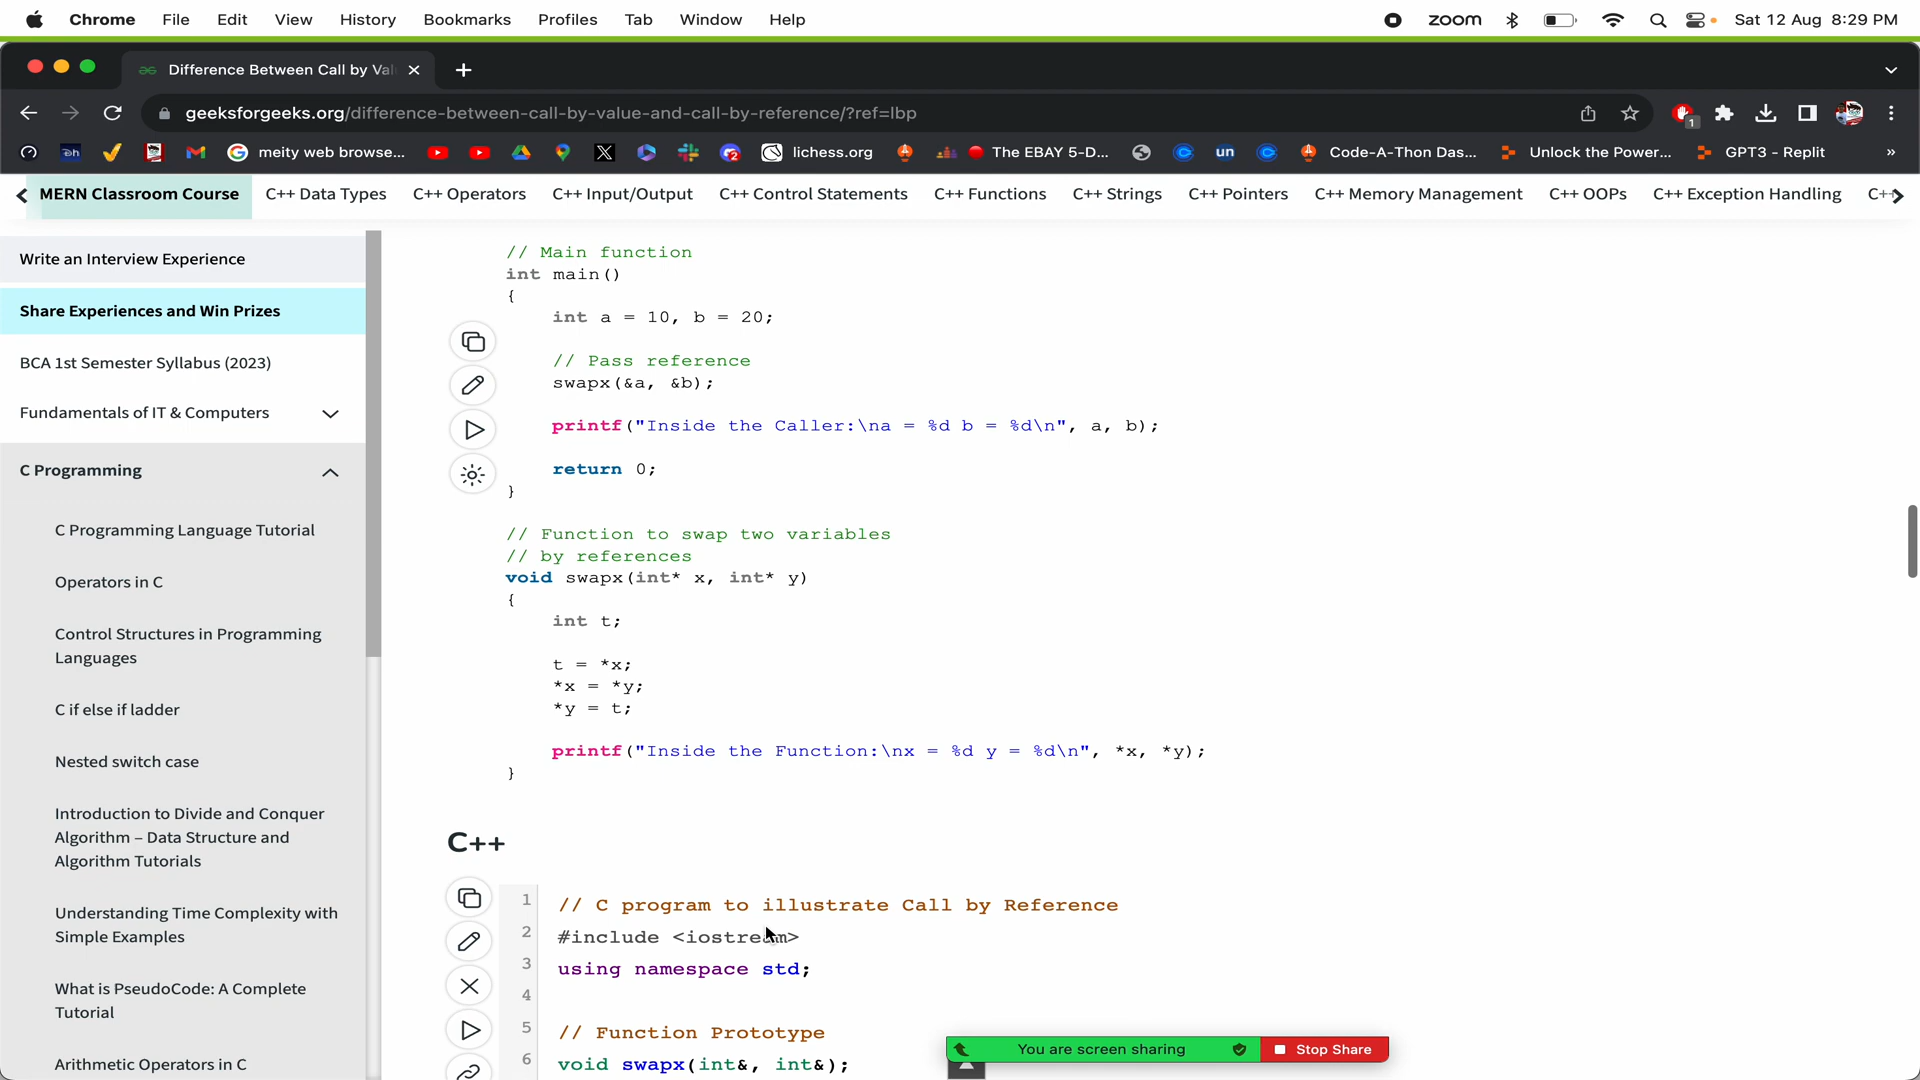 Chrome File Edit View History Bookmarks Profiles Tab Window Help zoom Sat 12 Aug 8:29 PM
Difference Between Call by Val
geeksforgeeks.org/difference-between-call-by-value-and-call-by-reference/?ref=lbp 1
meity web browse... lichess.org The EBAY 5-D... un Code-A-Thon Das... Unlock the Power... GPT3 - Replit »
MERN Classroom Course C++ Data Types C++ Operators C++ Input/Output C++ Control Statements C++ Functions C++ Strings C++ Pointers C++ Memory Management C++ OOPs C++ Exception Handling C++
Write an Interview Experience
Share Experiences and Win Prizes
BCA 1st Semester Syllabus (2023)
Fundamentals of IT & Computers
C Programming
C Programming Language Tutorial
Operators in C
Control Structures in Programming
Languages
C if else if ladder
Nested switch case
Introduction to Divide and Conquer
Algorithm – Data Structure and
Algorithm Tutorials
Understanding Time Complexity with
Simple Examples
What is PseudoCode: A Complete
Tutorial
Arithmetic Operators in C
// Main function
int main()
{
int a = 10, b = 20;
// Pass reference
swapx(&a, &b);
printf("Inside the Caller:\na = %d b = %d\n", a, b);
return 0;
}
// Function to swap two variables
// by references
void swapx(int* x, int* y)
{
int t;
t = *x;
*x = *y;
*y = t;
printf("Inside the Function:\nx = %d y = %d\n", *x, *y);
}
C++
1 // C program to illustrate Call by Reference
2 #include <iostream>
3 using namespace std;
4
5 // Function Prototype
6 void swapx(int&, int&);
You are screen sharing Stop Share